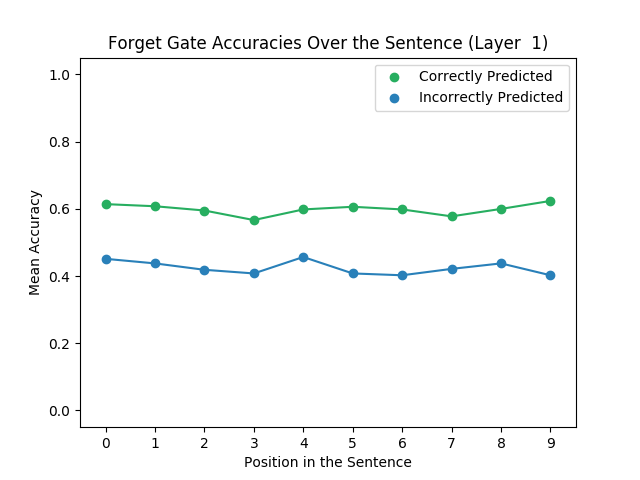 Forget Gate Accuracies Over the Sentence (Layer  1)
Correctly Predicted
Incorrectly Predicted
Mean Accuracy
1.0
0.8
0.6
0.4
0.2
0.0
0 1 2 3 4 5 6 7 8 9
Position in the Sentence